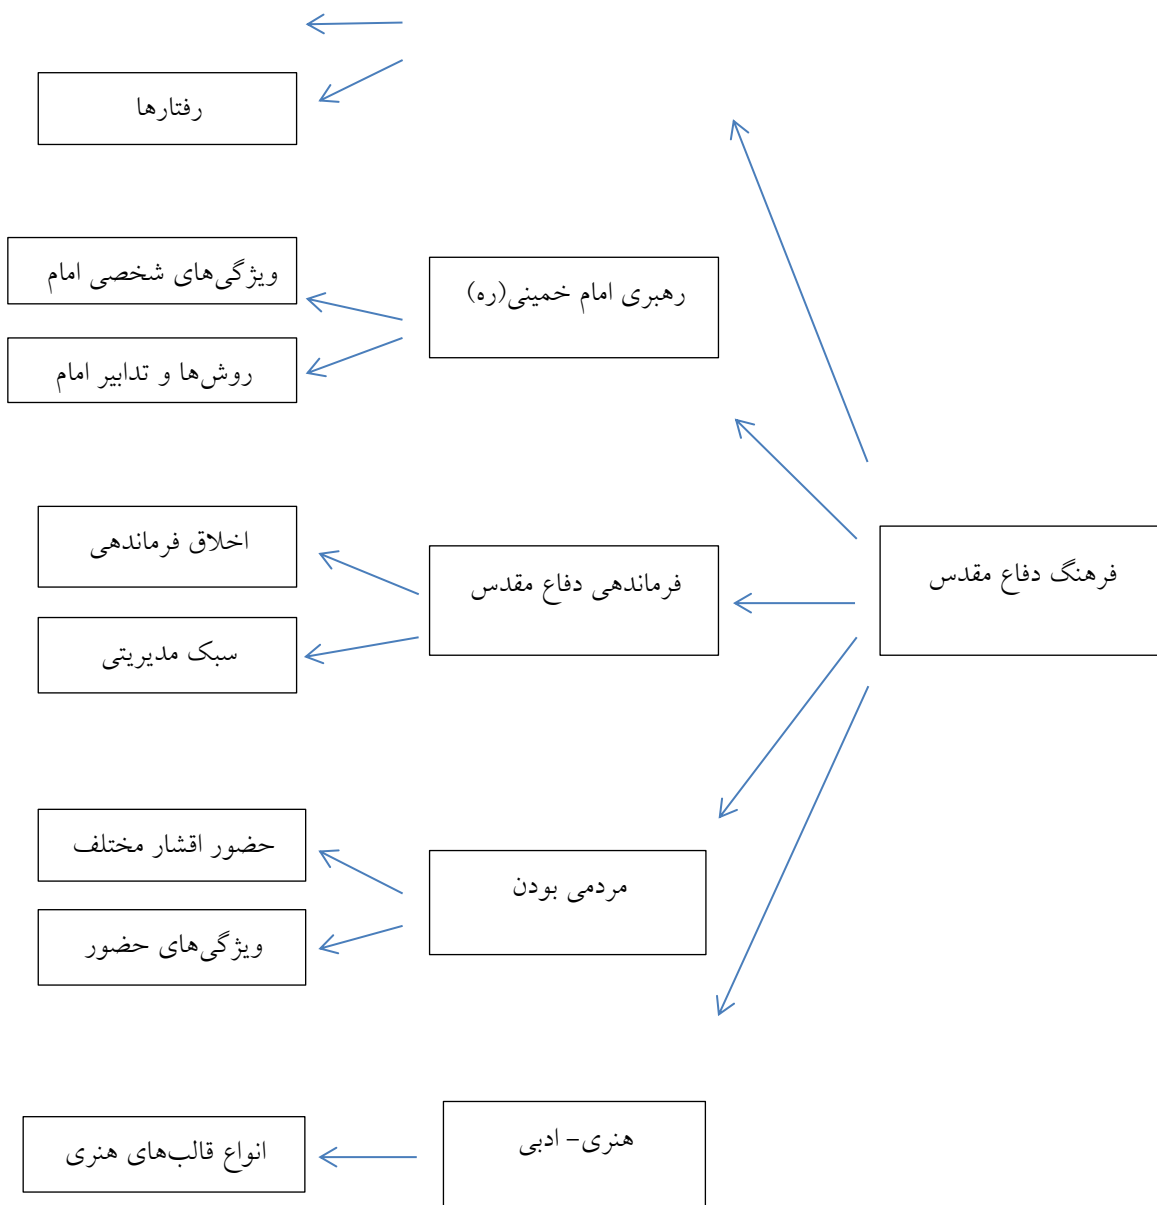 رفتارها
ویژگی‌های شخصی امام
رهبری امام خمینی(ره)
روش‌ها و تدابیر امام
اخلاق فرماندهی
فرماندهی دفاع مقدس
فرهنگ دفاع مقدس
سبک مدیریتی
حضور اقشار مختلف
مردمی بودن
ویژگی‌های حضور
هنری- ادبی
انواع قالب‌های هنری